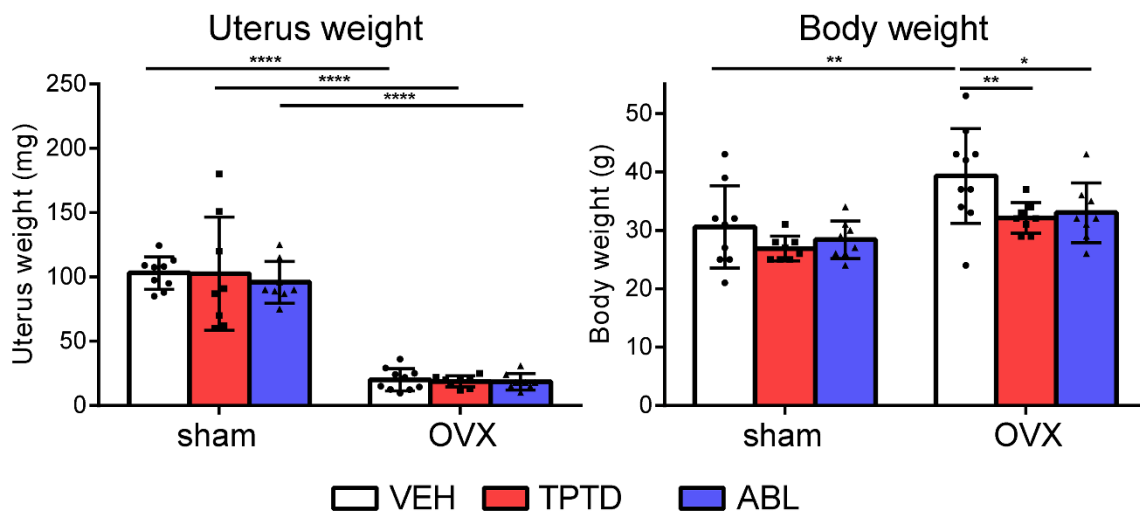 Uterus weight
****
****
****
Uterus weight (mg)
250
200
150
100
50
0
sham OVX
Body weight
** *
**
Body weight (g)
50
40
30
20
10
0
sham OVX
VEH TPTD ABL